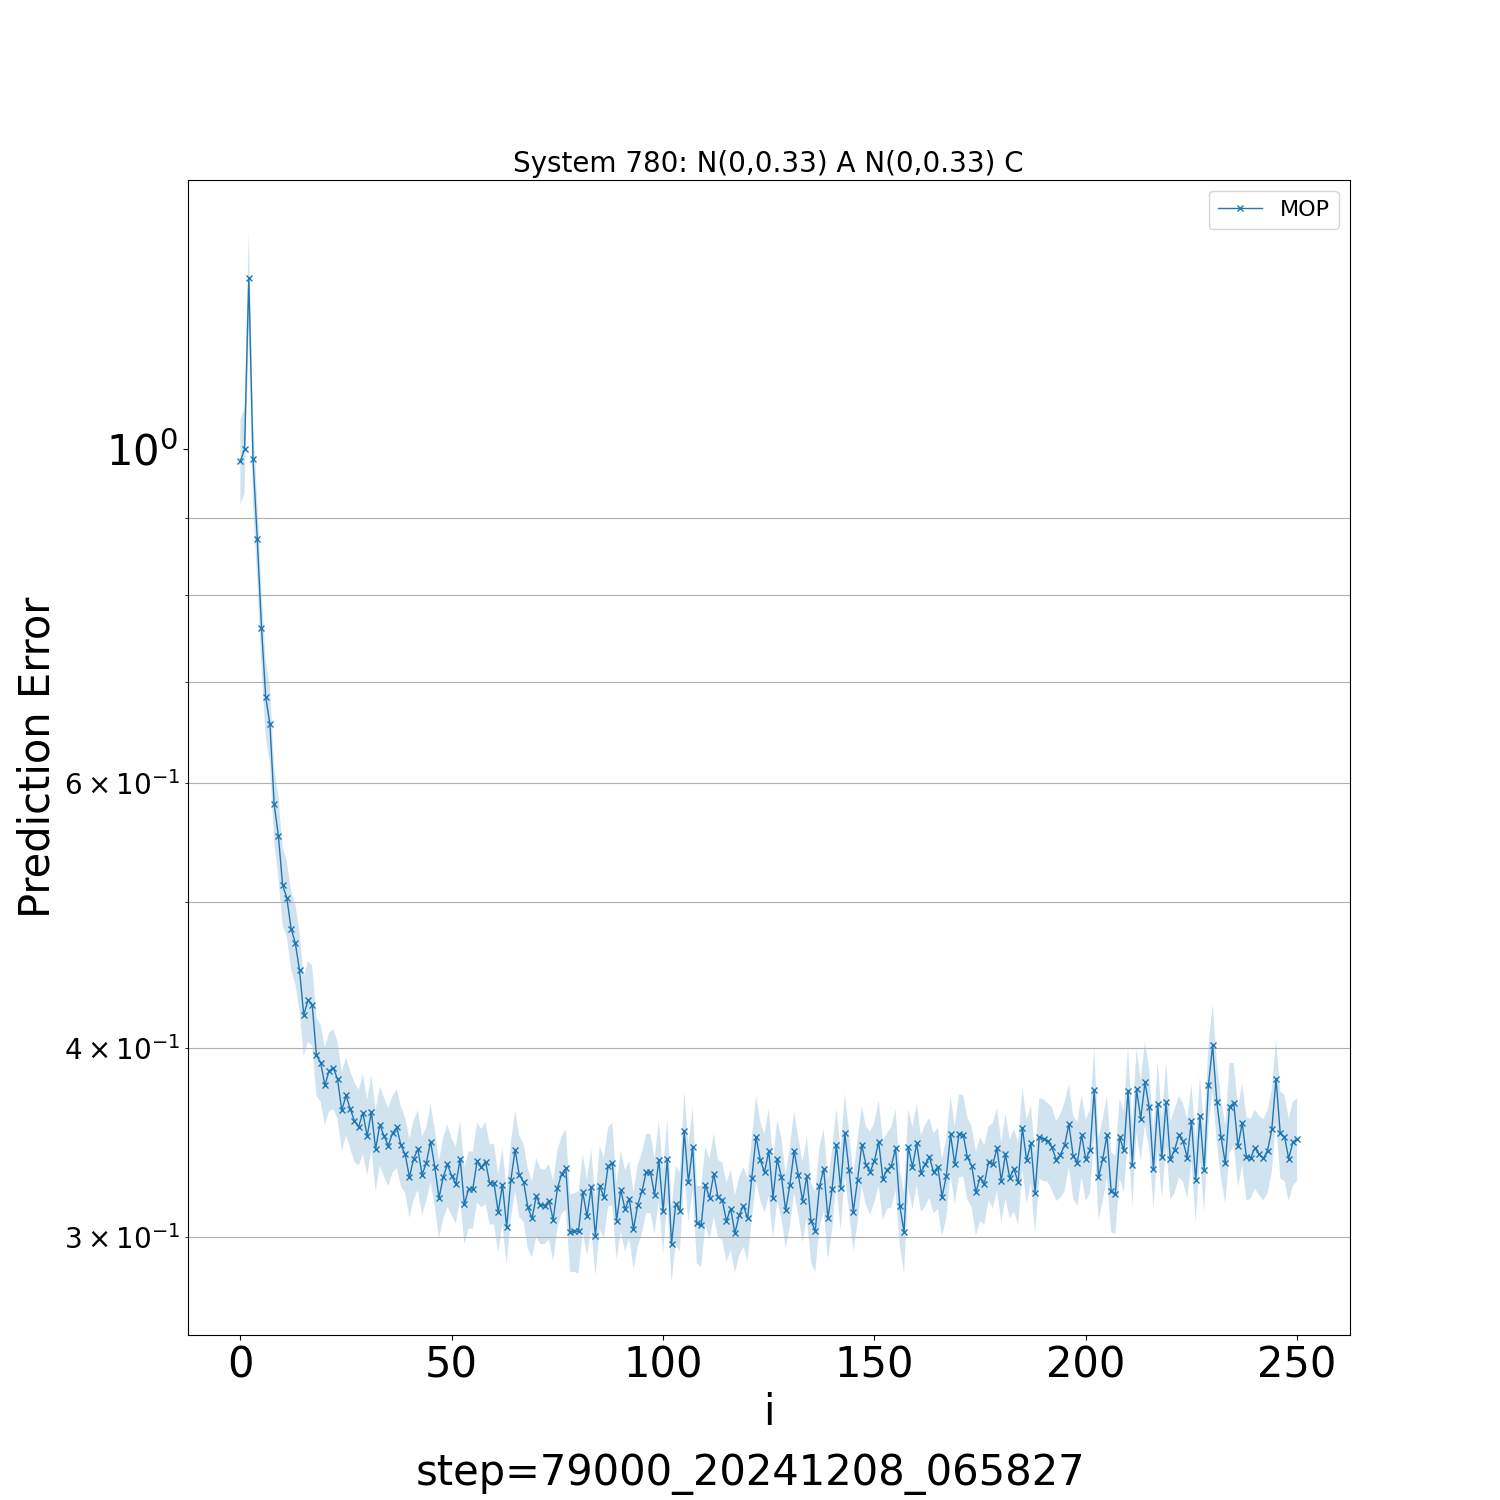 System 780: N(0,0.33) A N(0,0.33) C
MOP
Prediction Error
10⁰
6 × 10⁻¹
4 × 10⁻¹
3 × 10⁻¹
0 50 100 150 200 250
i
step=79000_20241208_065827